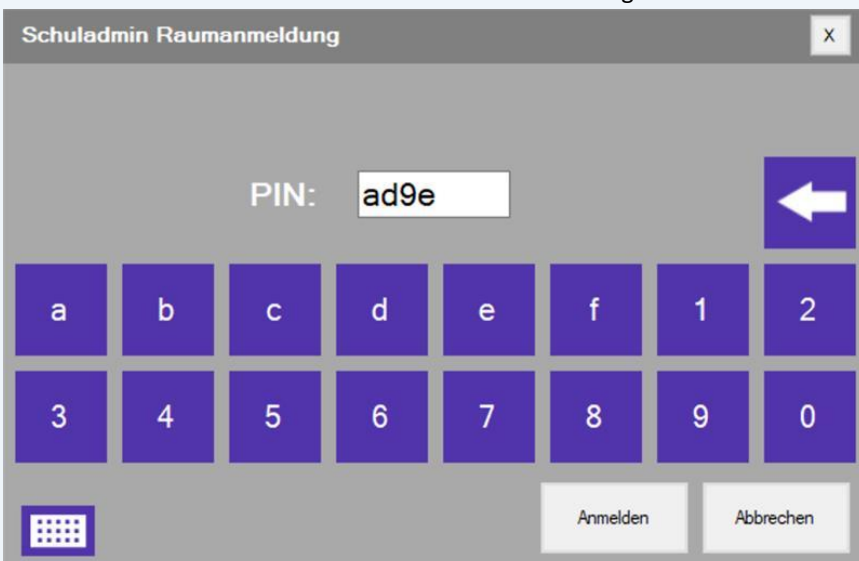 Schuladmin Raumanmeldung X
PIN: ad9e
a b c d e f 1 2
3 4 5 6 7 8 9 0
Anmelden Abbrechen